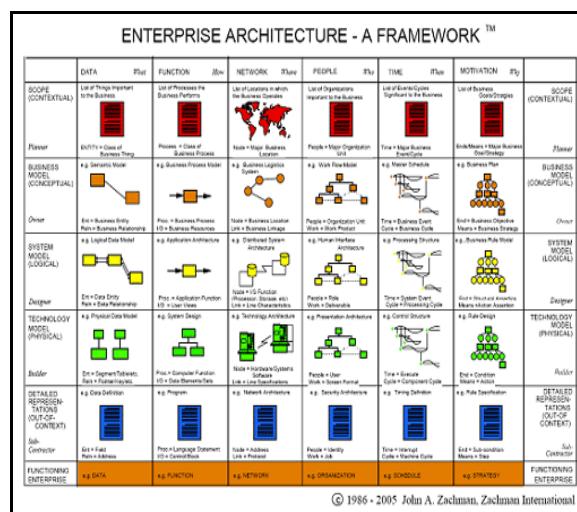 ENTERPRISE ARCHITECTURE - A FRAMEWORK ™
DATA What FUNCTION How NETWORK Where PEOPLE Who TIME When MOTIVATION Why
SCOPE
(CONTEXTUAL)
Planner
List of Things Important
to the Business
ENTITY = Class of
Business Thing
List of Processes the
Business Performs
Process = Class of
Business Process
List of Locations in which
the Business Operates
Node = Major Business
Location
List of Organizations
Important to the Business
People = Major Organization
Unit
List of Events/Cycles
Significant to the Business
Time = Major Business
Event/Cycle
List of Business
Goals/Strategies
Ends/Means = Major Business
Goal/Strategy
SCOPE
(CONTEXTUAL)
Planner
BUSINESS
MODEL
(CONCEPTUAL)
Owner
e.g. Semantic Model
Ent = Business Entity
Reln = Business Relationship
e.g. Business Process Model
Proc. = Business Process
I/O = Business Resources
e.g. Business Logistics
System
Node = Business Location
Link = Business Linkage
e.g. Work Flow Model
People = Organization Unit
Work = Work Product
e.g. Master Schedule
Time = Business Event
Cycle = Business Cycle
e.g. Business Plan
End = Business Objective
Means = Business Strategy
BUSINESS
MODEL
(CONCEPTUAL)
Owner
SYSTEM
MODEL
(LOGICAL)
Designer
e.g. Logical Data Model
Ent = Data Entity
Reln = Data Relationship
e.g. Application Architecture
Proc = Application Function
I/O = User Views
e.g. Distributed System
Architecture
Node = I/S Function
(Processor, Storage, etc)
Link = Line Characteristics
e.g. Human Interface
Architecture
People = Role
Work = Deliverable
e.g. Processing Structure
Time = System Event
Cycle = Processing Cycle
e.g. Business Rule Model
End = Structural Assertion
Means = Action Assertion
SYSTEM
MODEL
(LOGICAL)
Designer
TECHNOLOGY
MODEL
(PHYSICAL)
Builder
e.g. Physical Data Model
e.g. System Design
Proc. = Computer Function
I/O = Data Elements/Sets
e.g. Technology Architecture
Node = Hardware/Systems
Software
Link = Line Specifications
e.g. Presentation Architecture
People = User
Work = Screen Format
e.g. Control Structure
Time = Execute
Cycle = Component Cycle
e.g. Rule Design
End = Condition
Means = Action
TECHNOLOGY
MODEL
(PHYSICAL)
Builder
DETAILED
REPRESEN-
TATIONS
(OUT-OF-
CONTEXT)
Sub-
Contractor
e.g. Data Definition
Ent = Field
Reln = Address
e.g. Program
Proc = Language Statement
I/O = Control Block
e.g. Network Architecture
Node = Address
Link = Protocol
e.g. Security Architecture
People = Identity
Work = Job
e.g. Timing Definition
Time = Interrupt
Cycle = Machine Cycle
e.g. Rule Specification
End = Sub-condition
Means = Step
DETAILED
REPRESEN-
TATIONS
(OUT-OF
CONTEXT)
Sub-
Contractor
FUNCTIONING
ENTERPRISE
e.g. DATA
e.g. FUNCTION
e.g. NETWORK
e.g. ORGANIZATION
e.g. SCHEDULE
e.g. STRATEGY
FUNCTIONING
ENTERPRISE
© 1986 - 2005 John A. Zachman, Zachman International